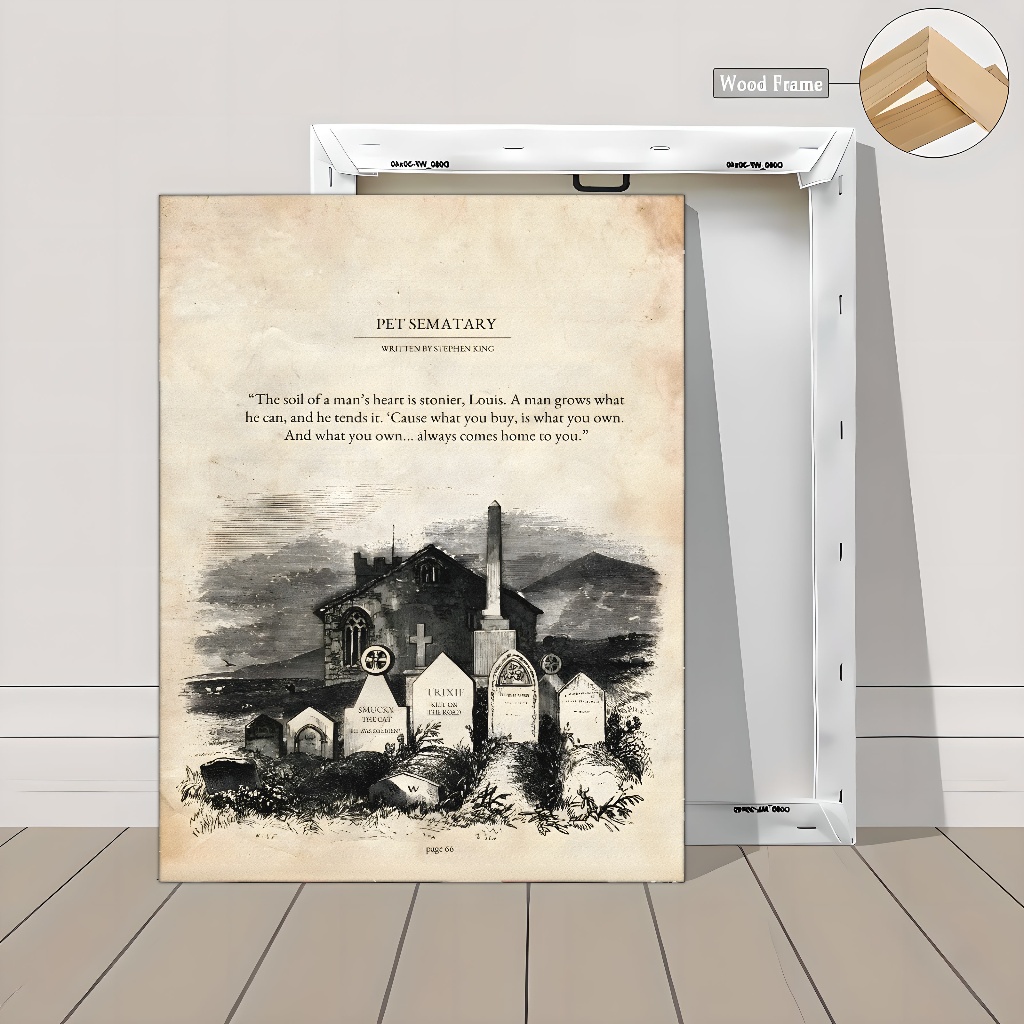 Wood Frame
PET SEMATARY
WRITTEN BY STEPHEN KING
“The soil of a man’s heart is stonier, Louis. A man grows what
he can, and he tends it. ‘Cause what you buy, is what you own.
And what you own... always comes home to you.”
SMUCKY
THE CAT
TRIXIE
KILT ON
THE ROAD
W
page 66